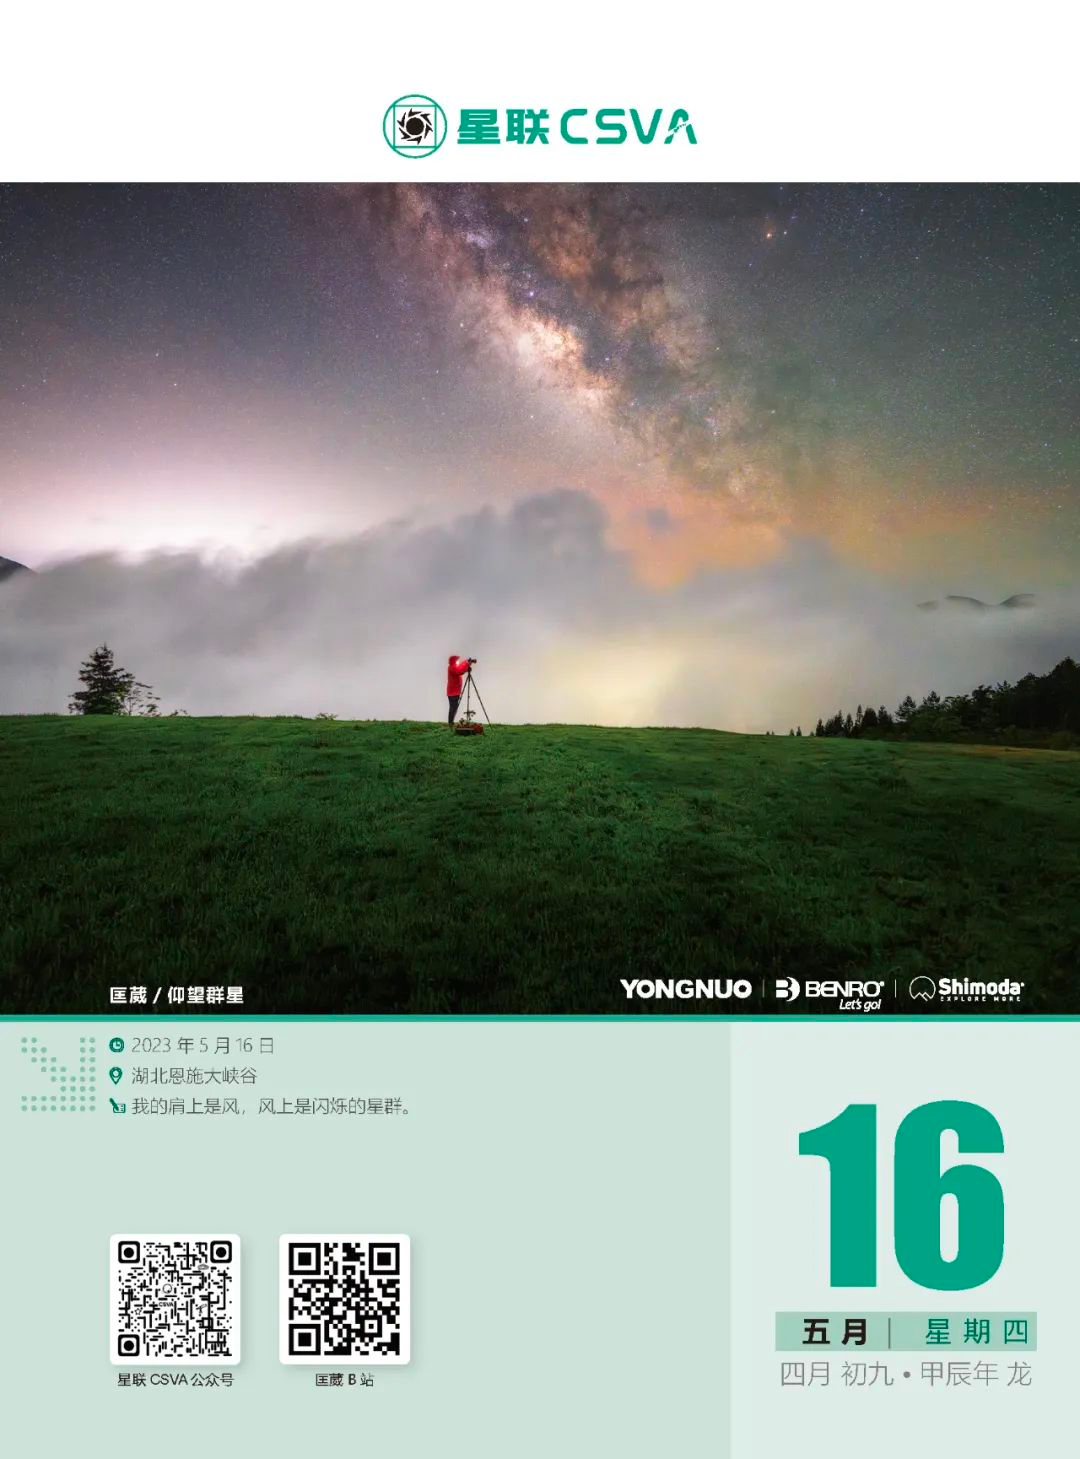 星联CSVA
匡葳 / 仰望群星
YONGNUO
BENRO
Let's go!
Shimoda
EXPLORE MORE
2023 年 5 月 16 日
湖北恩施大峡谷
我的肩上是风，风上是闪烁的星群。
16
五月 | 星期四
四月 初九 • 甲辰年 龙
星联 CSVA 公众号
匡葳 B 站